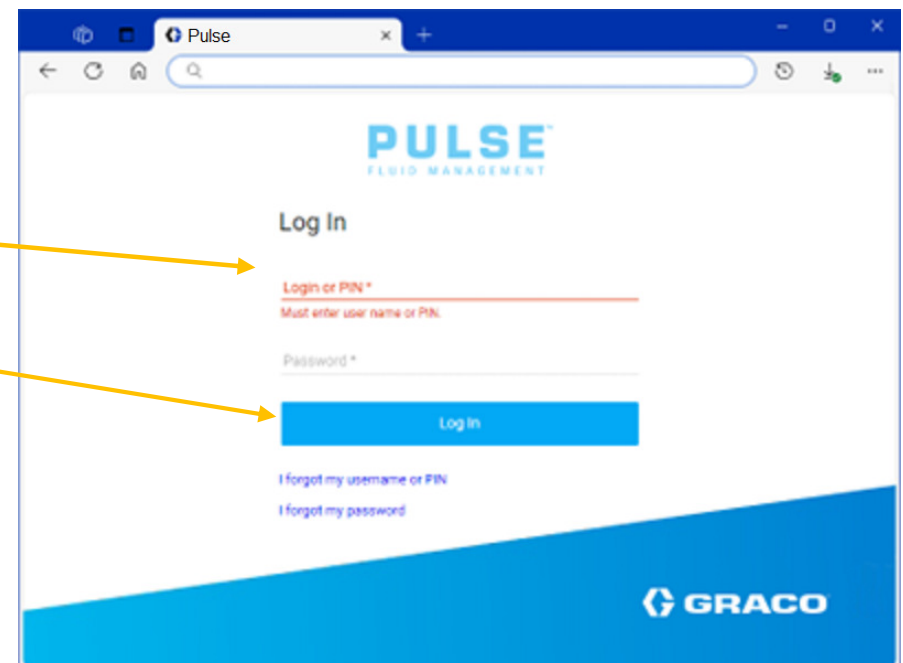 Pulse
PULSE™
FLUID MANAGEMENT
Log In
Login or PIN *
Must enter user name or PIN.
Password *
Log In
I forgot my username or PIN
I forgot my password
GRACO